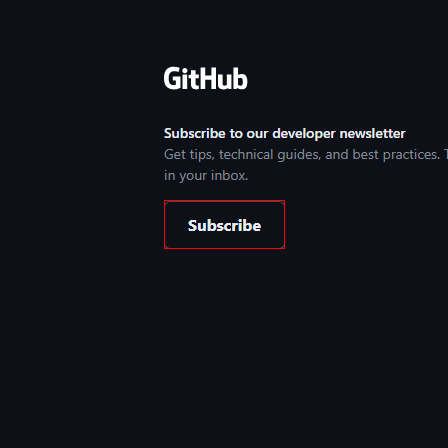 GitHub
Subscribe to our developer newsletter
Get tips, technical guides, and best practices.
in your inbox.
Subscribe